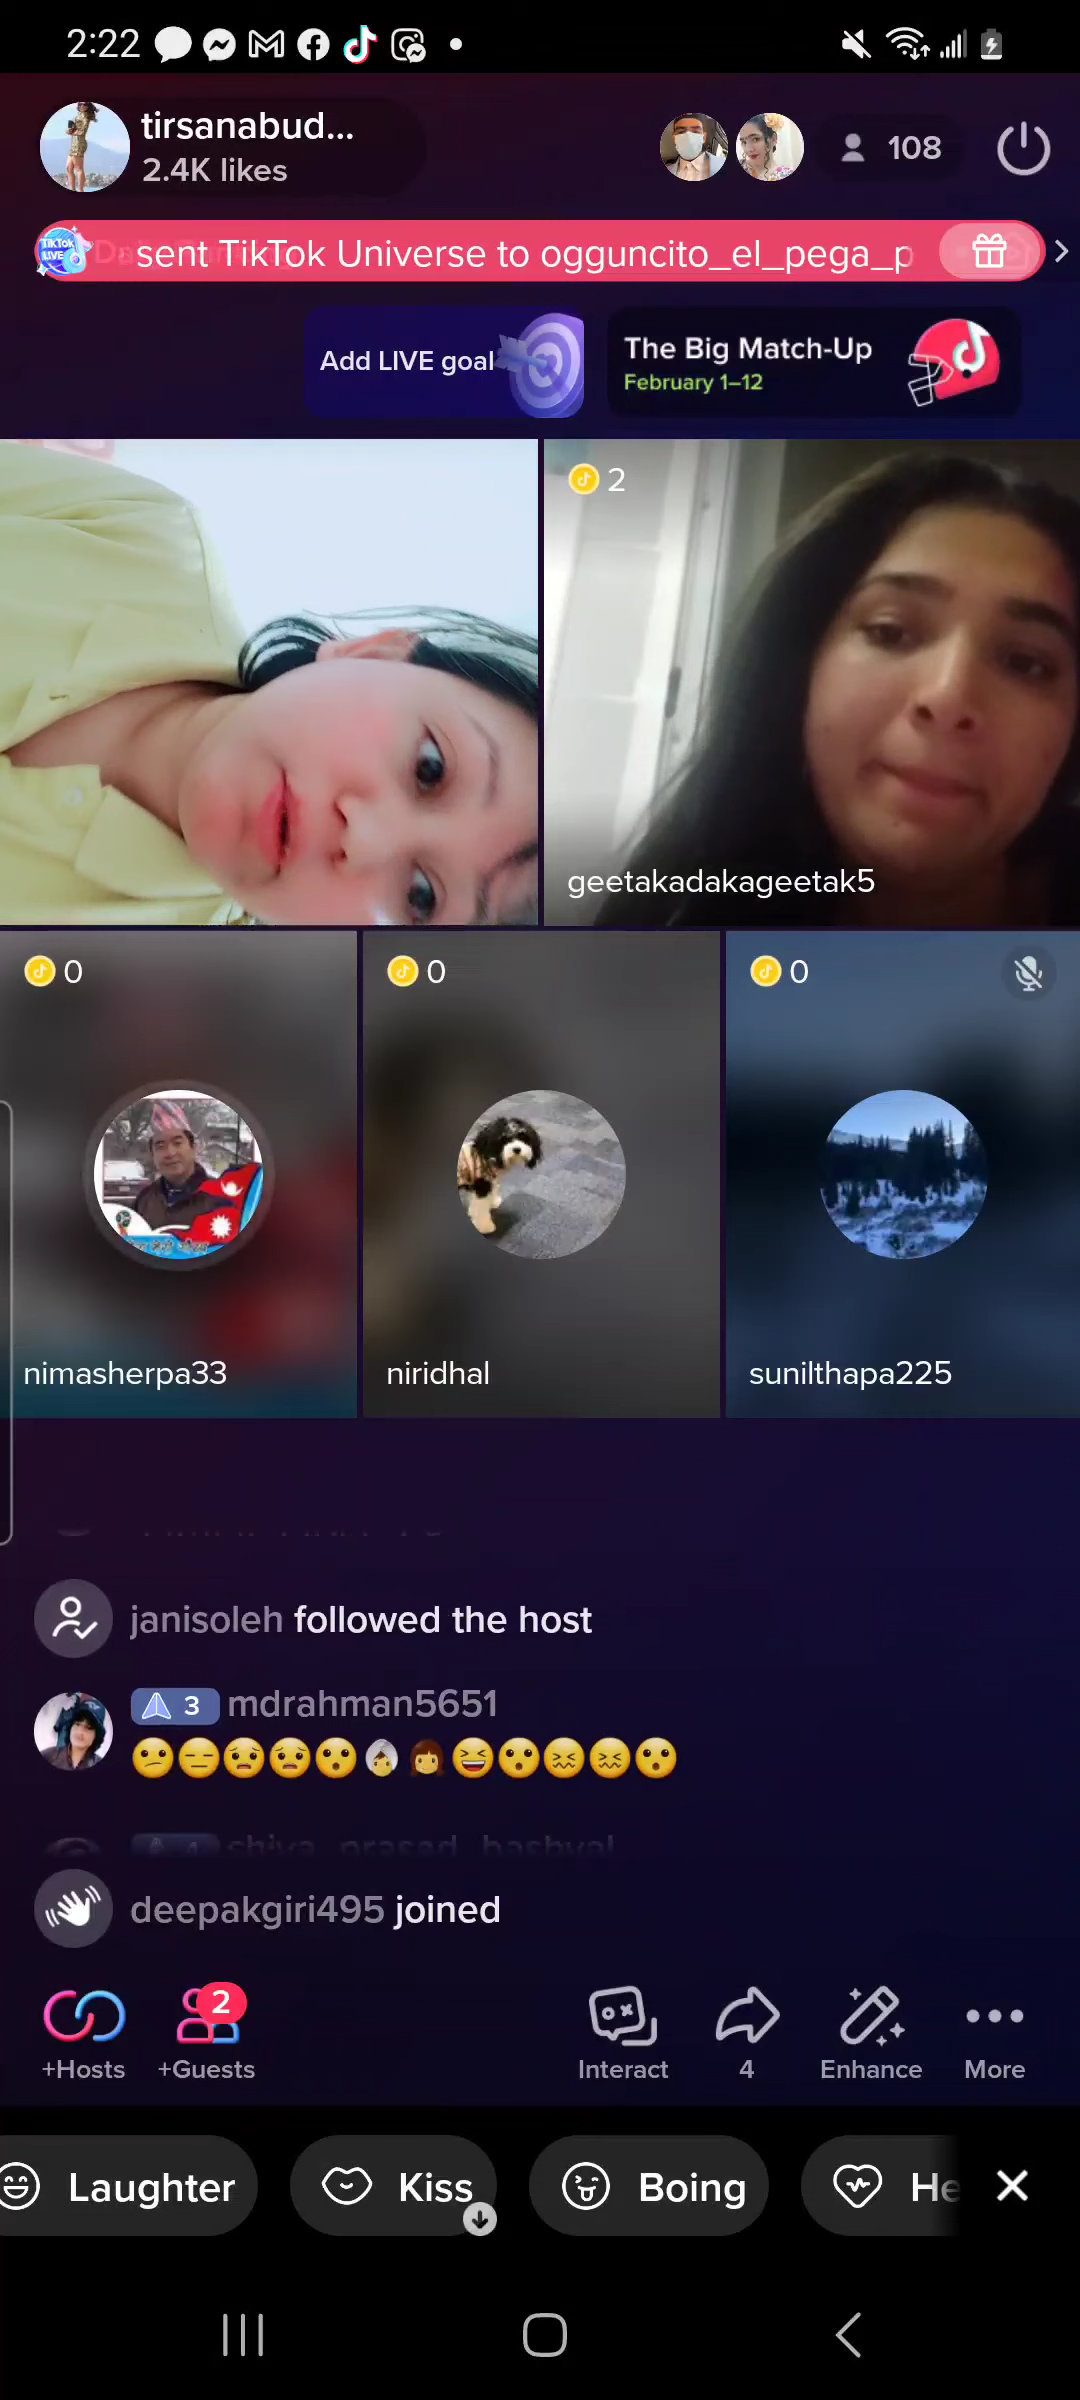 2:22
tirsanabud...
2.4K likes
108
sent TikTok Universe to ogguncito_el_pega_p
Add LIVE goal
The Big Match-Up
February 1–12
2
geetakadakageetak5
0
0
0
nimasherpa33
niridhal
sunilthapa225
janisoleh followed the host
3 mdrahman5651
😕😑😟😟😮👳👩😆😮😖😖😮
shiva_prasad_bashyal
deepakgiri495 joined
2
+Hosts
+Guests
Interact
4
Enhance
More
Laughter
Kiss
Boing
He